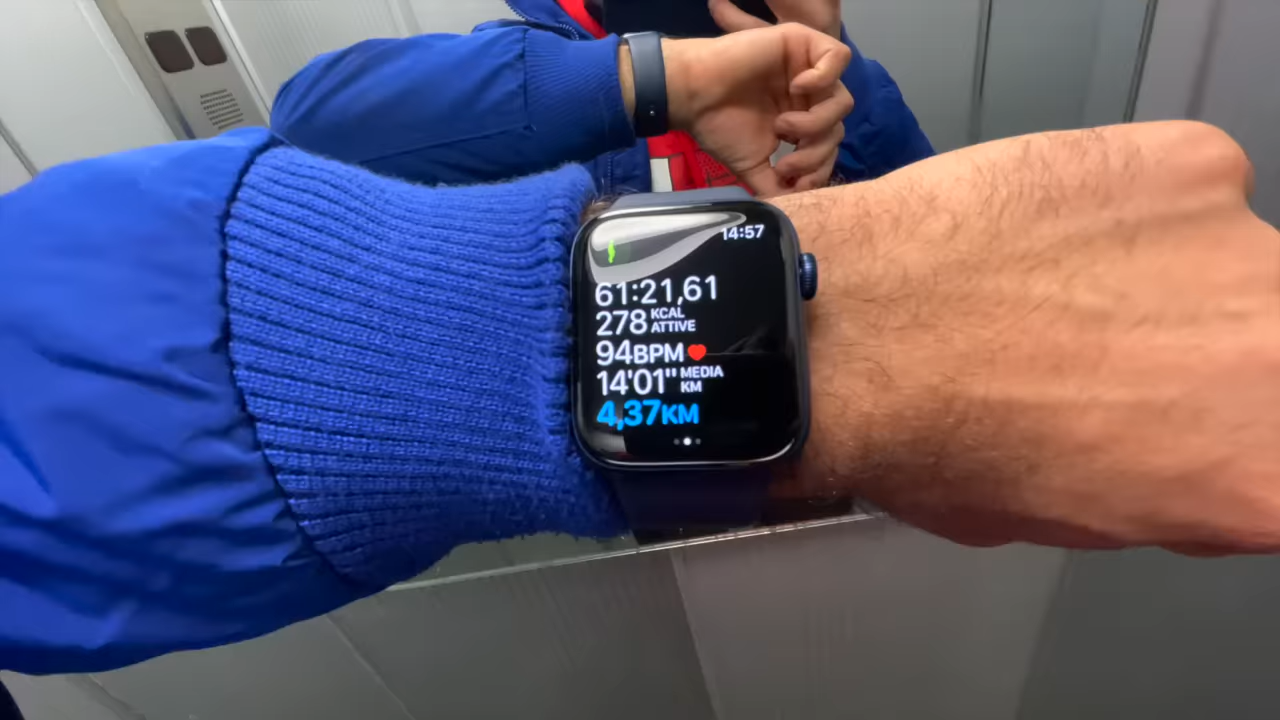 14:57
61:21,61
278 KCAL ATTIVE
94BPM
14'01" MEDIA KM
4,37KM